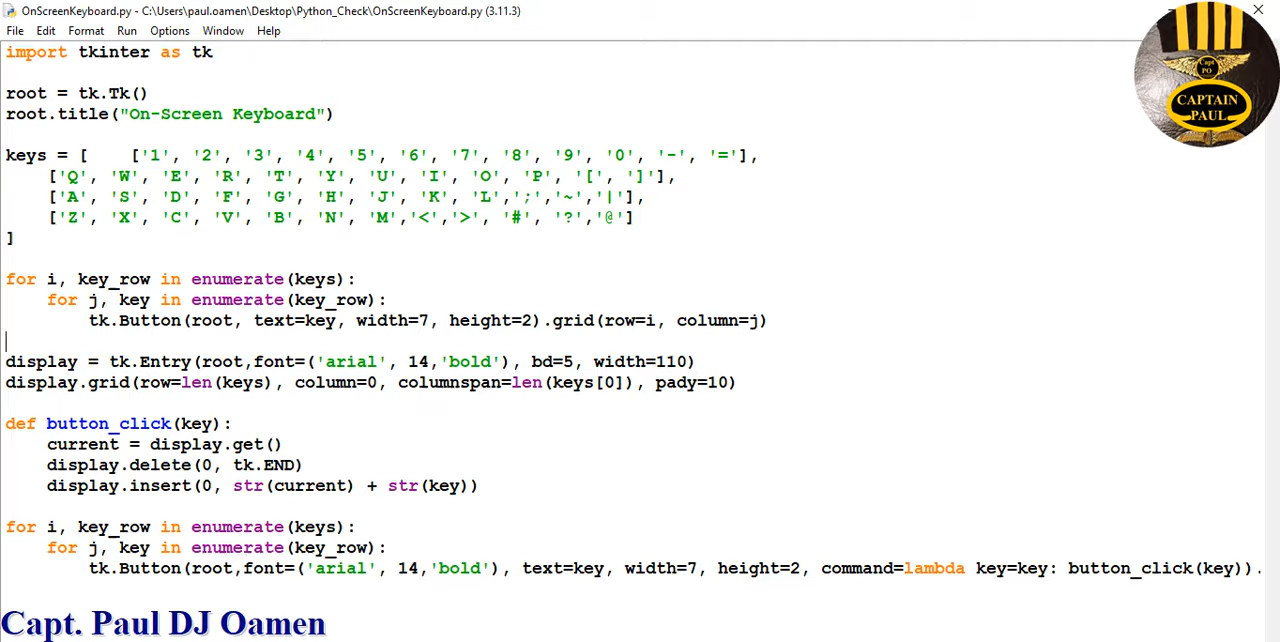 OnScreenKeyboard.py - C:\Users\paul.oamen\Desktop\Python_Check\OnScreenKeyboard.py (3.11.3)
File Edit Format Run Options Window Help
import tkinter as tk
root = tk.Tk()
root.title("On-Screen Keyboard")
keys = [    ['1', '2', '3', '4', '5', '6', '7', '8', '9', '0', '-', '='],
    ['Q', 'W', 'E', 'R', 'T', 'Y', 'U', 'I', 'O', 'P', '[', ']'],
    ['A', 'S', 'D', 'F', 'G', 'H', 'J', 'K', 'L',';','~','|'],
    ['Z', 'X', 'C', 'V', 'B', 'N', 'M','<','>', '#', '?','@']
]
for i, key_row in enumerate(keys):
    for j, key in enumerate(key_row):
        tk.Button(root, text=key, width=7, height=2).grid(row=i, column=j)
display = tk.Entry(root,font=('arial', 14,'bold'), bd=5, width=110)
display.grid(row=len(keys), column=0, columnspan=len(keys[0]), pady=10)
def button_click(key):
    current = display.get()
    display.delete(0, tk.END)
    display.insert(0, str(current) + str(key))
for i, key_row in enumerate(keys):
    for j, key in enumerate(key_row):
        tk.Button(root,font=('arial', 14,'bold'), text=key, width=7, height=2, command=lambda key=key: button_click(key)).
Capt. Paul DJ Oamen
Capt
PO
CAPTAIN
PAUL